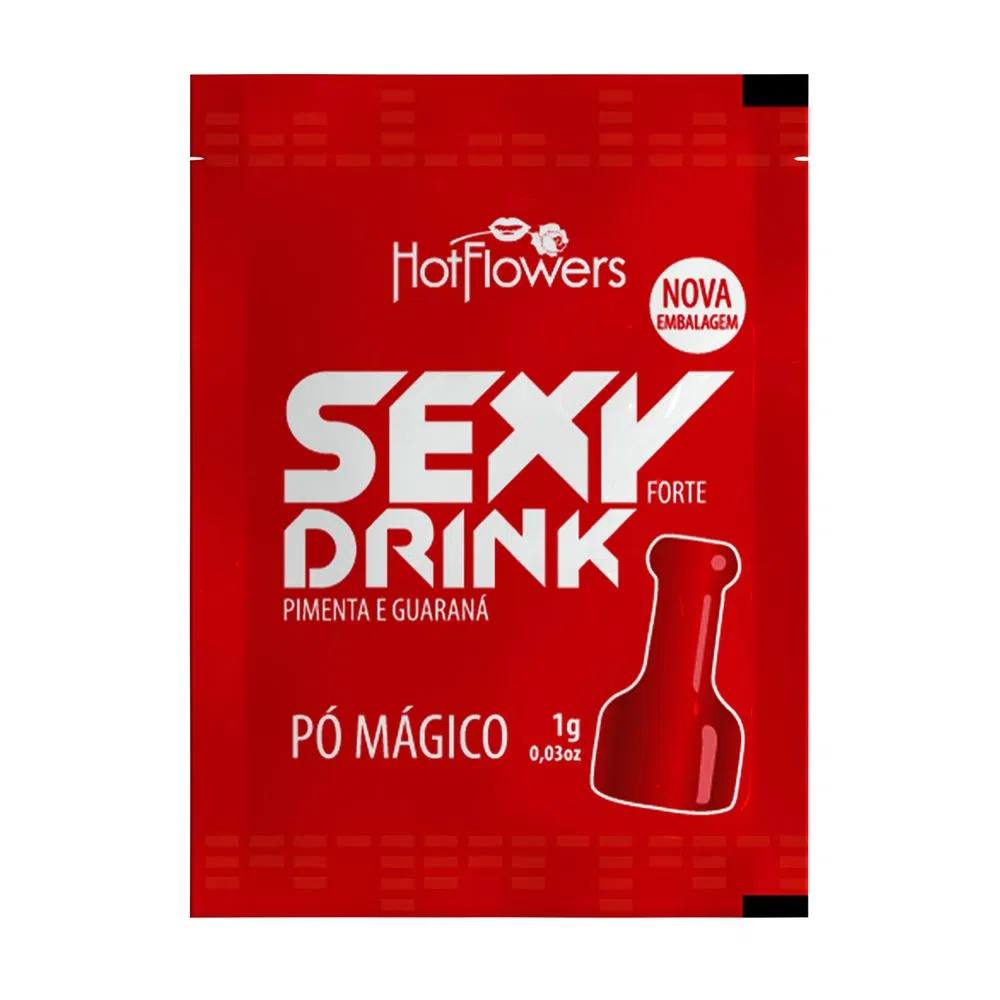 HotFlowers
NOVA
EMBALAGEM
SEXY
FORTE
DRINK
PIMENTA E GUARANÁ
PÓ MÁGICO
1g
0,03oz